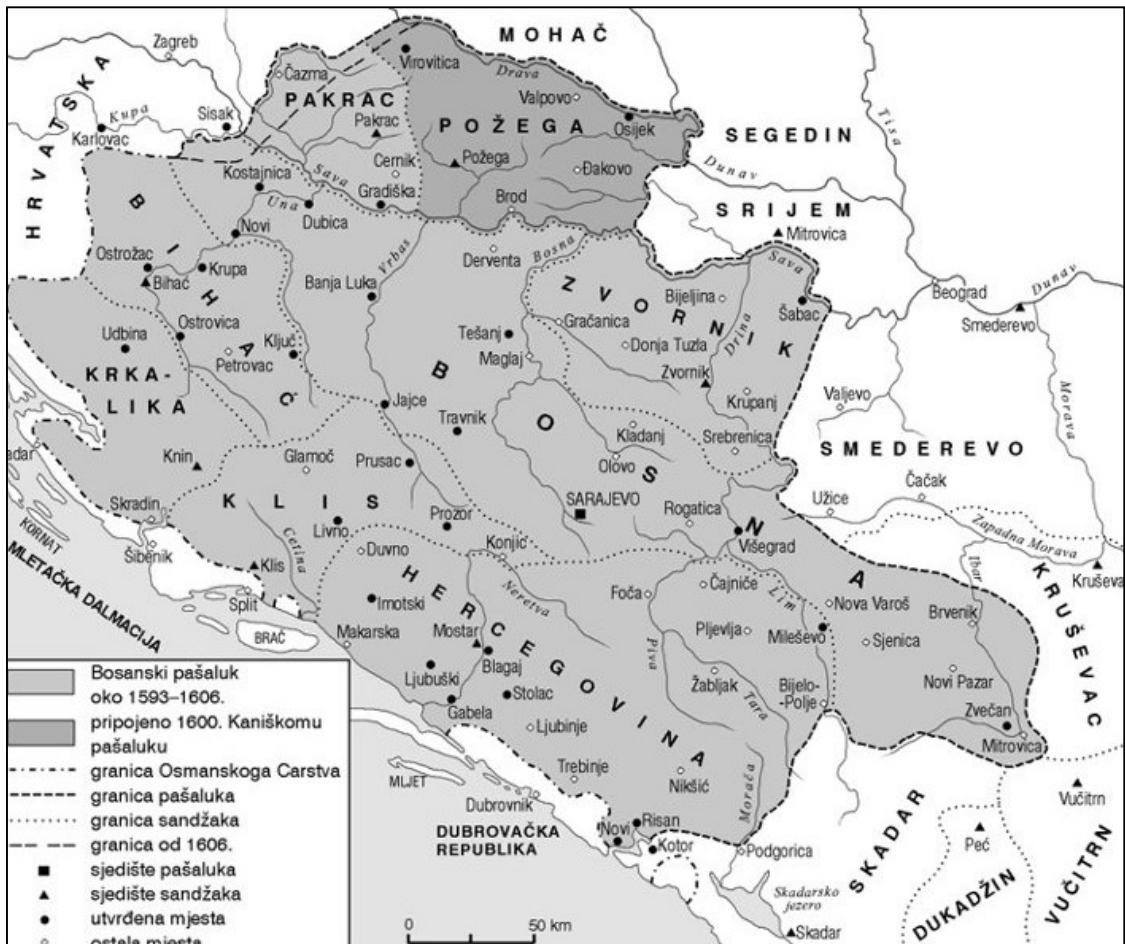 MOHAČ
Zagreb
Čazma
Virovitica
Drava
Valpovo
PAKRAC
Kupa
Sisak
Pakrac
POŽEGA
Osijek
SEGEDIN
Tisa
Karlovac
HRVATSKA
Cernik
Požega
Đakovo
Dunav
Kostajnica
Sava
Gradiška
Brod
SRIJEM
Una
Dubica
Mitrovica
Novi
Vrbas
Derventa
Bosna
Sava
BIHAĆ
Ostrožac
Krupa
Bihać
Banja Luka
ZVORNIK
Bijeljina
Šabac
Beograd
Dunav
Smederevo
Udbina
Ostrovica
Petrovac
Ključ
Tešanj
Gračanica
Drina
Donja Tuzla
Maglaj
Zvornik
KRKA-
LIKA
Krupanj
Valjevo
Morava
Jajce
BOSNA
Travnik
Kladanj
Srebrenica
SMEDEREVO
adar
Knin
Glamoč
Prusac
Olovo
Čačak
KLIS
SARAJEVO
Rogatica
Užice
Skradin
Livno
Prozor
Višegrad
Zapadna Morava
KORNAT
Šibenik
Cetina
Duvno
Konjic
Ibar
Kruševa
MLETAČKA DALMACIJA
Klis
HERCEGOVINA
Neretva
Foča
Čajniče
Lim
Nova Varoš
Brvenik
KRUŠEVAC
Split
Imotski
BRAČ
Makarska
Mostar
Blagaj
Pljevlja
Mileševo
Sjenica
Piva
Ljubuški
Stolac
Žabljak
Bijelo-
-Polje
Novi Pazar
Gabela
Ljubinje
Tara
Zvečan
Mitrovica
MLJET
Trebinje
Nikšić
Morača
Dubrovnik
Vučitrn
DUBROVAČKA
REPUBLIKA
Risan
Novi
Kotor
Podgorica
SKADAR
Peć
DUKAĐIN
VUČITRN
Skadarsko
jezero
Skadar
Bosanski pašaluk
oko 1593–1606.
pripojeno 1600. Kaniškomu
pašaluku
granica Osmanskoga Carstva
granica pašaluka
granica sandžaka
granica od 1606.
sjedište pašaluka
sjedište sandžaka
utvrđena mjesta
ostala mjesta
0 50 km